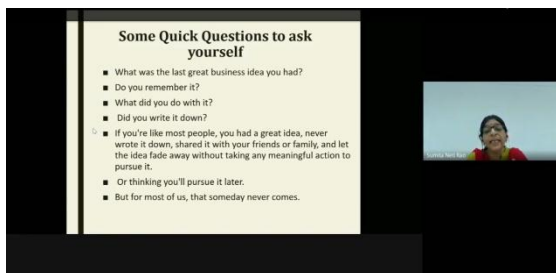 Some Quick Questions to ask
yourself
■ What was the last great business idea you had?
■ Do you remember it?
■ What did you do with it?
■ Did you write it down?
■ If you're like most people, you had a great idea, never
wrote it down, shared it with your friends or family, and let
the idea fade away without taking any meaningful action to
pursue it.
■ Or thinking you'll pursue it later.
■ But for most of us, that someday never comes.